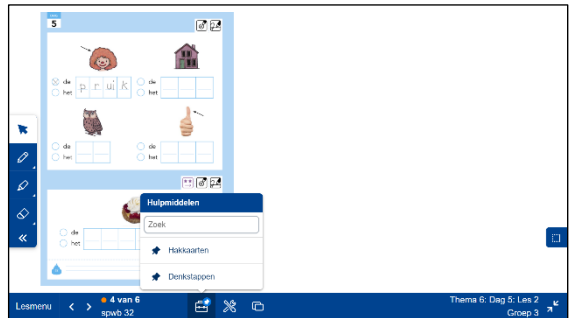 5
de
het
p r ui k
de
het
de
het
de
het
de
het
Hulpmiddelen
Zoek
Hakkaarten
Denkstappen
Lesmenu
4 van 6
spwb 32
Thema 6: Dag 5: Les 2
Groep 3